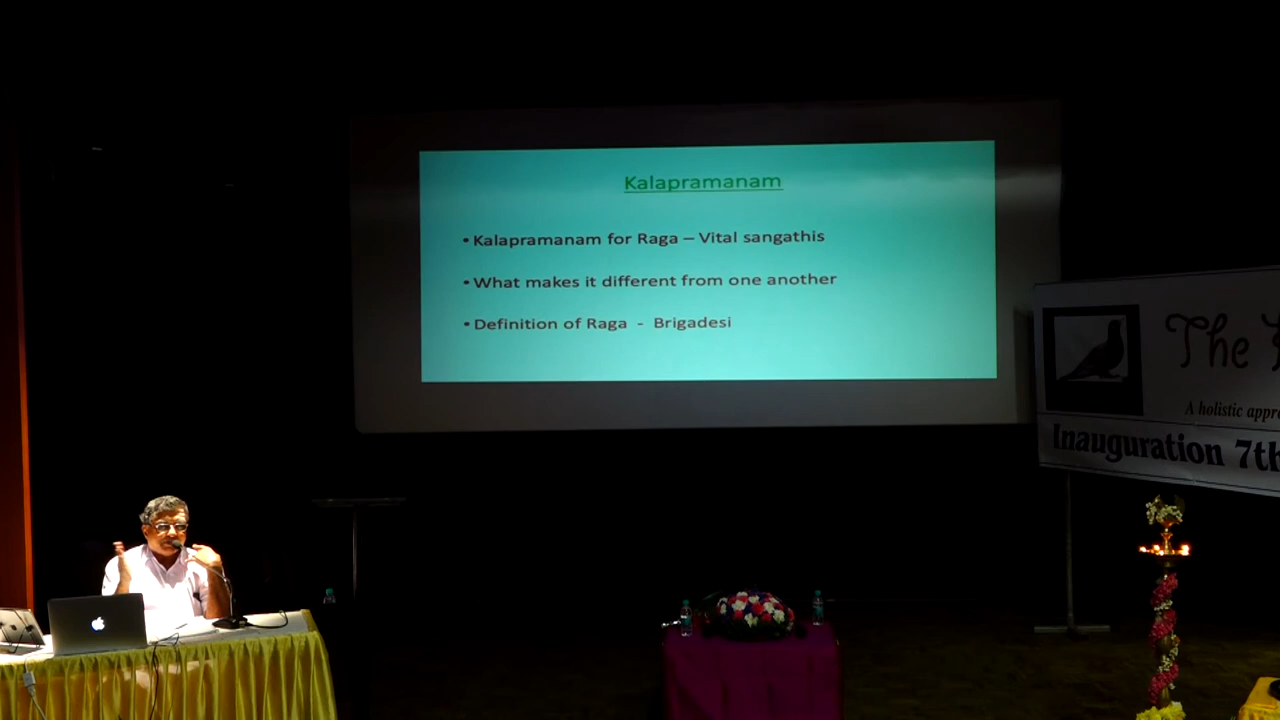 Kalapramanam
• Kalapramanam for Raga – Vital sangathis
• What makes it different from one another
• Definition of Raga - Brigadesi
The
A holistic
Inauguration 7th